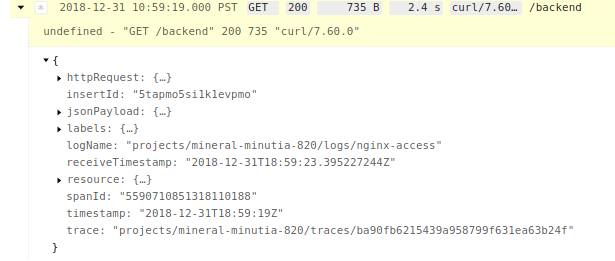 2018-12-31 10:59:19.000 PST GET 200 735 B 2.4 s curl/7.60… /backend
undefined - "GET /backend" 200 735 "curl/7.60.0"
{
httpRequest: {…}
insertId: "5tapmo5si1k1evpmo"
jsonPayload: {…}
labels: {…}
logName: "projects/mineral-minutia-820/logs/nginx-access"
receiveTimestamp: "2018-12-31T18:59:23.395227244Z"
resource: {…}
spanId: "5590710851318110188"
timestamp: "2018-12-31T18:59:19Z"
trace: "projects/mineral-minutia-820/traces/ba90fb6215439a958799f631ea63b24f"
}